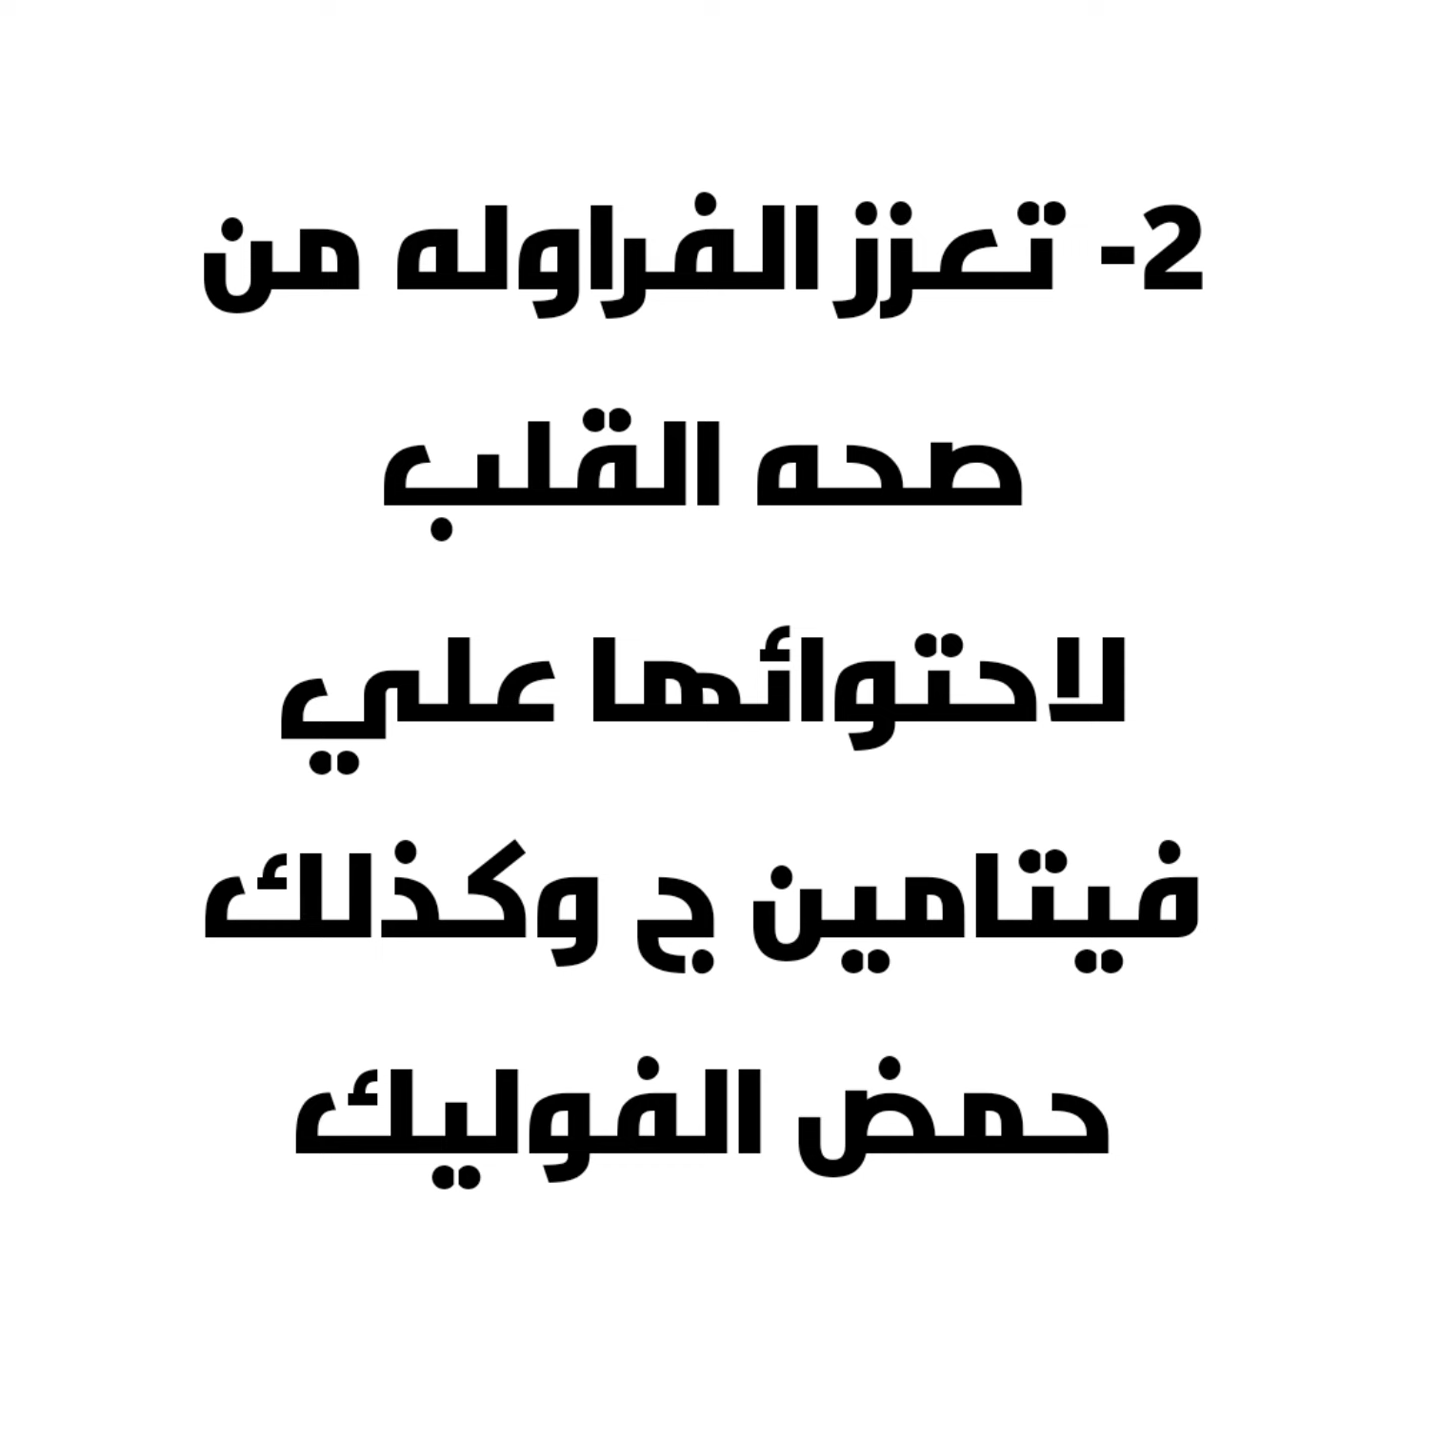 2- تعزز الفراوله من
صحه القلب
لاحتوائها علي
فيتامين ج وكذلك
حمض الفوليك